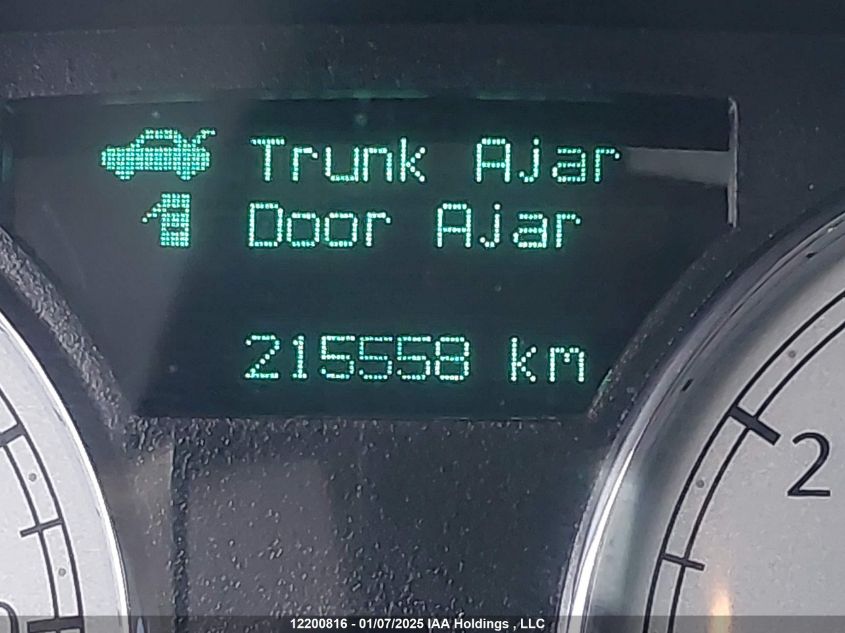 Trunk Ajar
Door Ajar
215558 km
2
12200816 - 01/07/2025 IAA Holdings , LLC